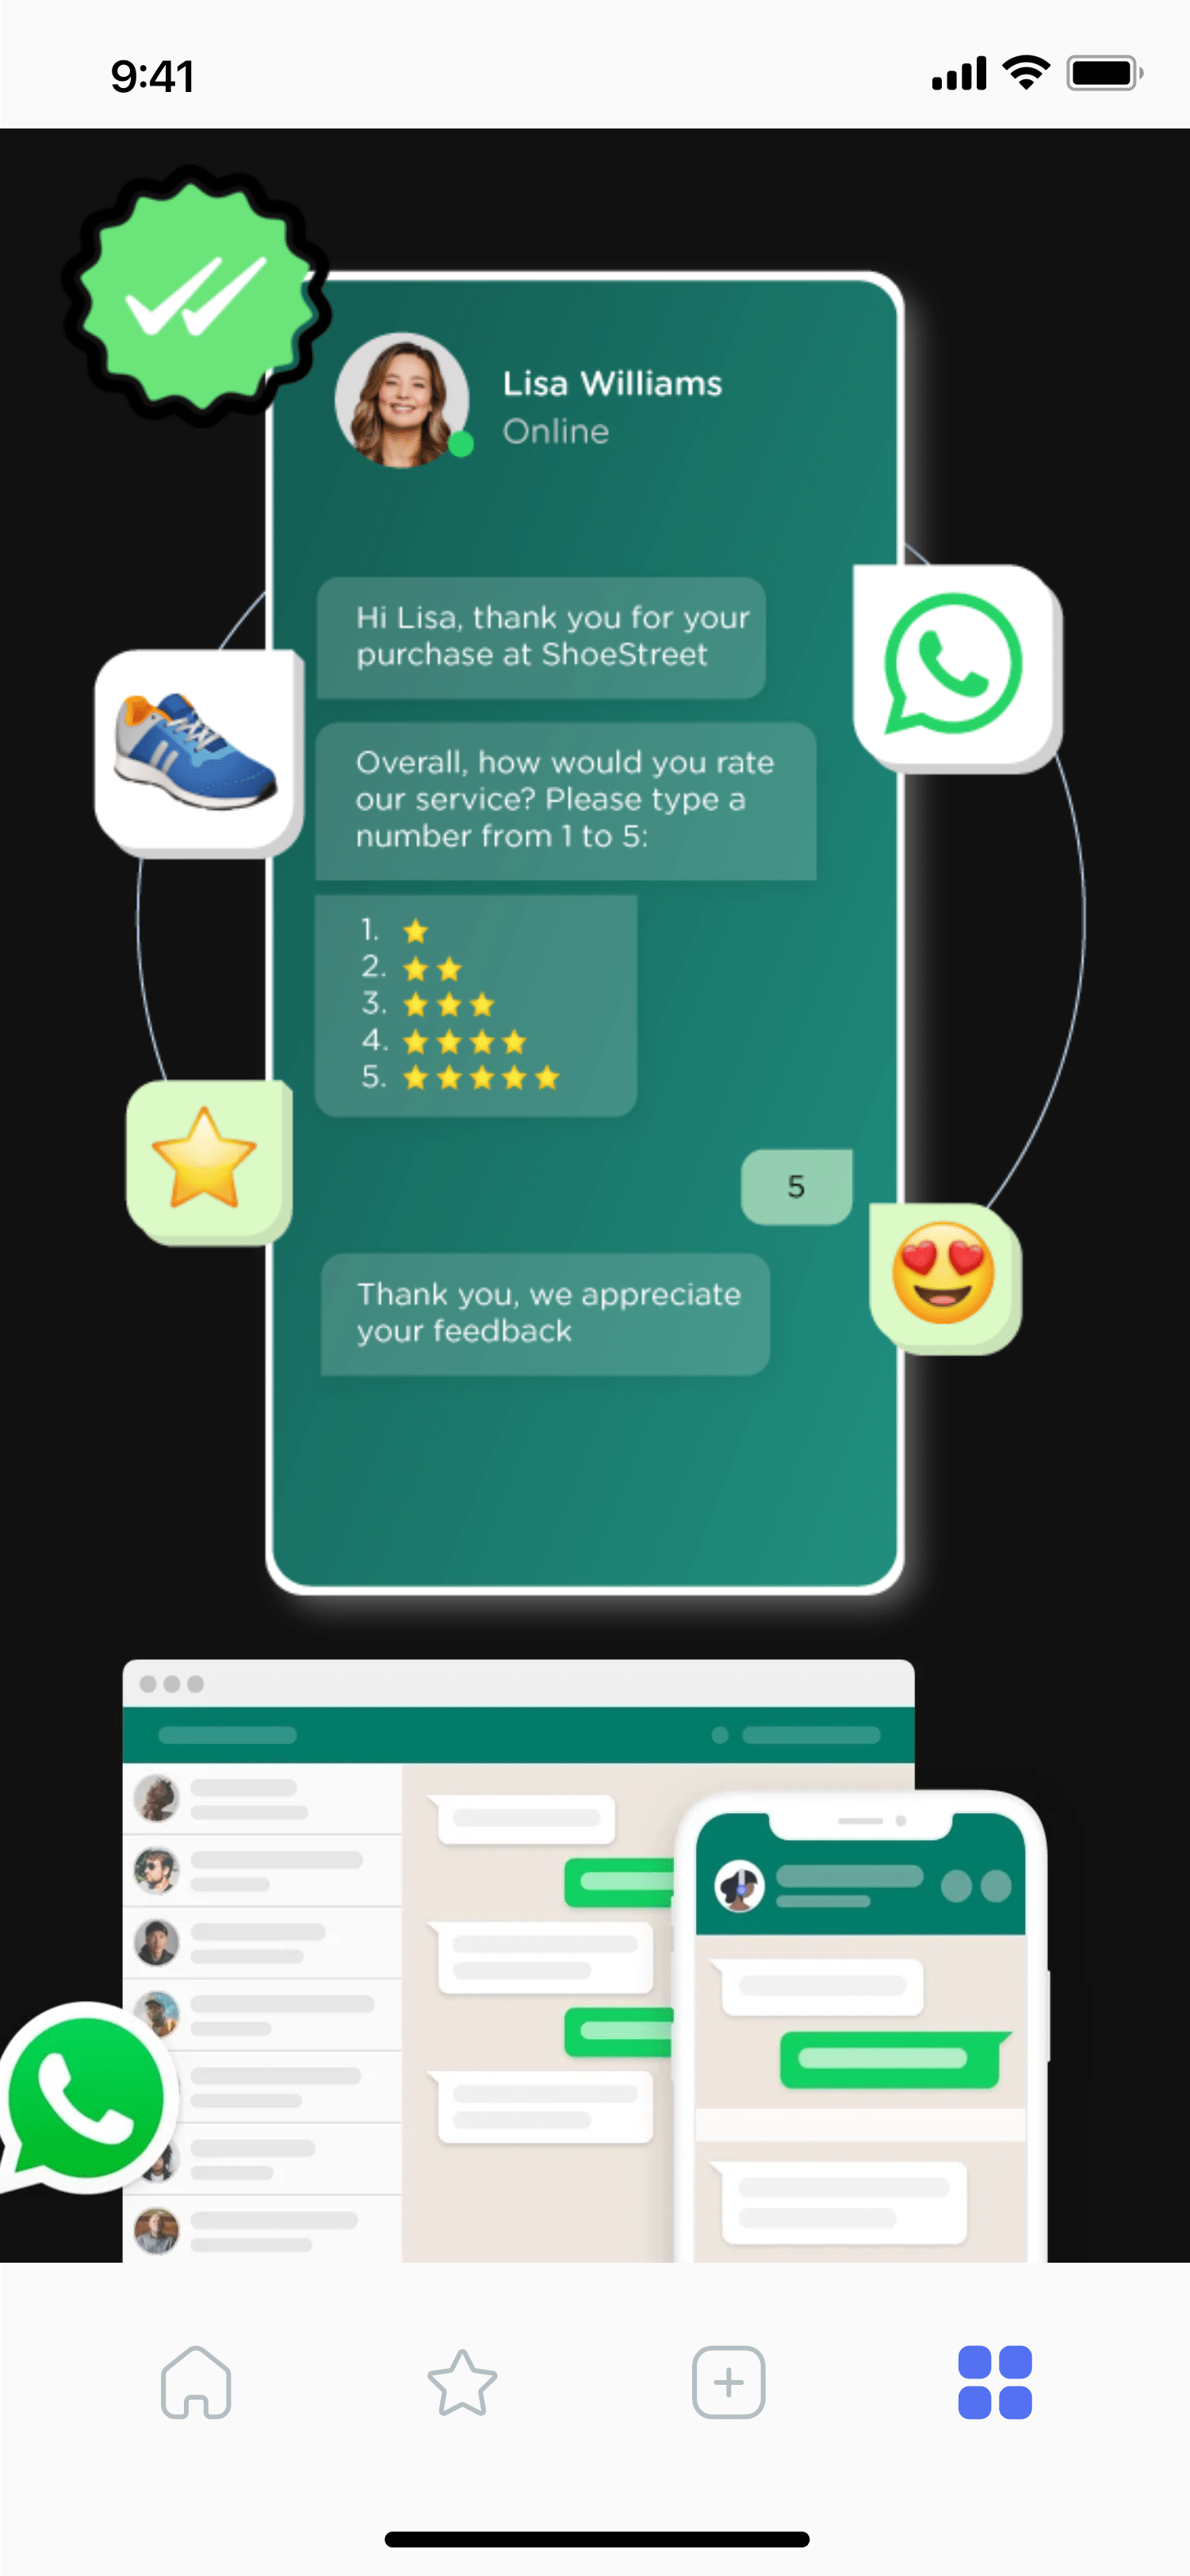 9:41
Lisa Williams
Online
Hi Lisa, thank you for your
purchase at ShoeStreet
Overall, how would you rate
our service? Please type a
number from 1 to 5:
1. ⭐
2. ⭐⭐
3. ⭐⭐⭐
4. ⭐⭐⭐⭐
5. ⭐⭐⭐⭐⭐
5
Thank you, we appreciate
your feedback